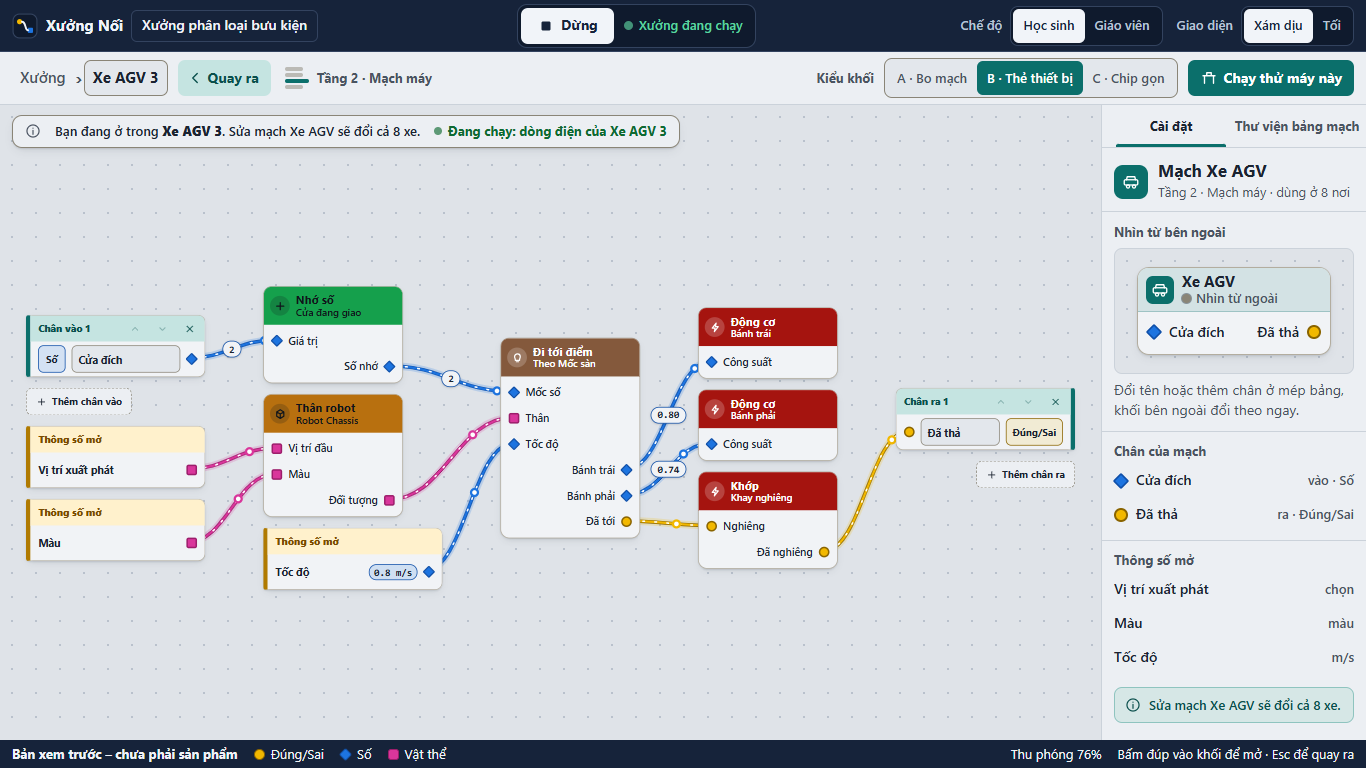 Xưởng Nối
Xưởng phân loại bưu kiện
Dừng
Xưởng đang chạy
Chế độ
Học sinh
Giáo viên
Giao diện
Xám dịu
Tối
Xưởng › Xe AGV 3
Quay ra
Tầng 2 · Mạch máy
Kiểu khối
A · Bo mạch
B · Thẻ thiết bị
C · Chip gọn
Chạy thử máy này
Bạn đang ở trong Xe AGV 3. Sửa mạch Xe AGV sẽ đổi cả 8 xe.
Đang chạy: dòng điện của Xe AGV 3
Chân vào 1
Số
Cửa đích
Thêm chân vào
Thông số mở
Vị trí xuất phát
Thông số mở
Màu
2
Nhớ số
Cửa đang giao
Giá trị
Số nhớ
Thân robot
Robot Chassis
Vị trí đầu
Màu
Đối tượng
Thông số mở
Tốc độ
0.8 m/s
2
Đi tới điểm
Theo Mốc sàn
Mốc số
Thân
Tốc độ
Bánh trái
Bánh phải
Đã tới
0.80
0.74
Động cơ
Bánh trái
Công suất
Động cơ
Bánh phải
Công suất
Khớp
Khay nghiêng
Nghiêng
Đã nghiêng
Chân ra 1
Đã thả
Đúng/Sai
Thêm chân ra
Cài đặt
Thư viện bảng mạch
Mạch Xe AGV
Tầng 2 · Mạch máy · dùng ở 8 nơi
Nhìn từ bên ngoài
Xe AGV
Nhìn từ ngoài
Cửa đích
Đã thả
Đổi tên hoặc thêm chân ở mép bảng,
khối bên ngoài đổi theo ngay.
Chân của mạch
Cửa đích
vào · Số
Đã thả
ra · Đúng/Sai
Thông số mở
Vị trí xuất phát
chọn
Màu
màu
Tốc độ
m/s
Sửa mạch Xe AGV sẽ đổi cả 8 xe.
Bản xem trước – chưa phải sản phẩm
Đúng/Sai
Số
Vật thể
Thu phóng 76%
Bấm đúp vào khối để mở · Esc để quay ra